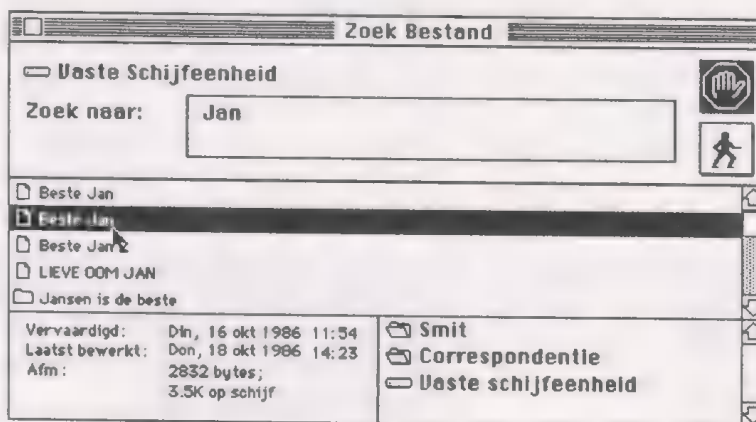 Zoek Bestand
Vaste Schijfeenheid
Zoek naar: Jan
Beste Jan
Beste Jan
Beste Jan 2
LIEVE OOM JAN
Jansen is de beste
Vervaardigd: Din, 16 okt 1986 11:54
Laatst bewerkt: Don, 18 okt 1986 14:23
Afm: 2832 bytes;
3.5K op schijf
Smit
Correspondentie
Vaste schijfeenheid